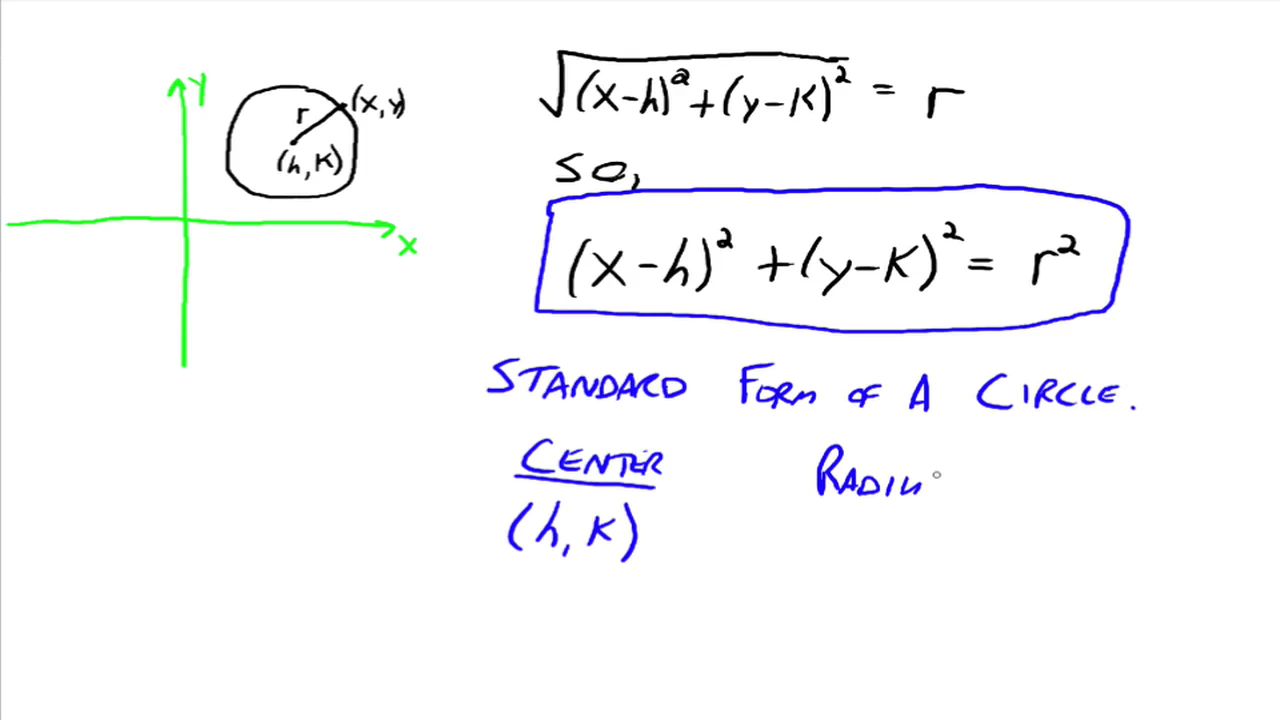 Y
(x, y)
r
(h, K)
X
√(x-h)² + (y-K)² = r
so,
(x-h)² + (y-K)² = r²
STANDARD FORM OF A CIRCLE.
CENTER
(h, K)